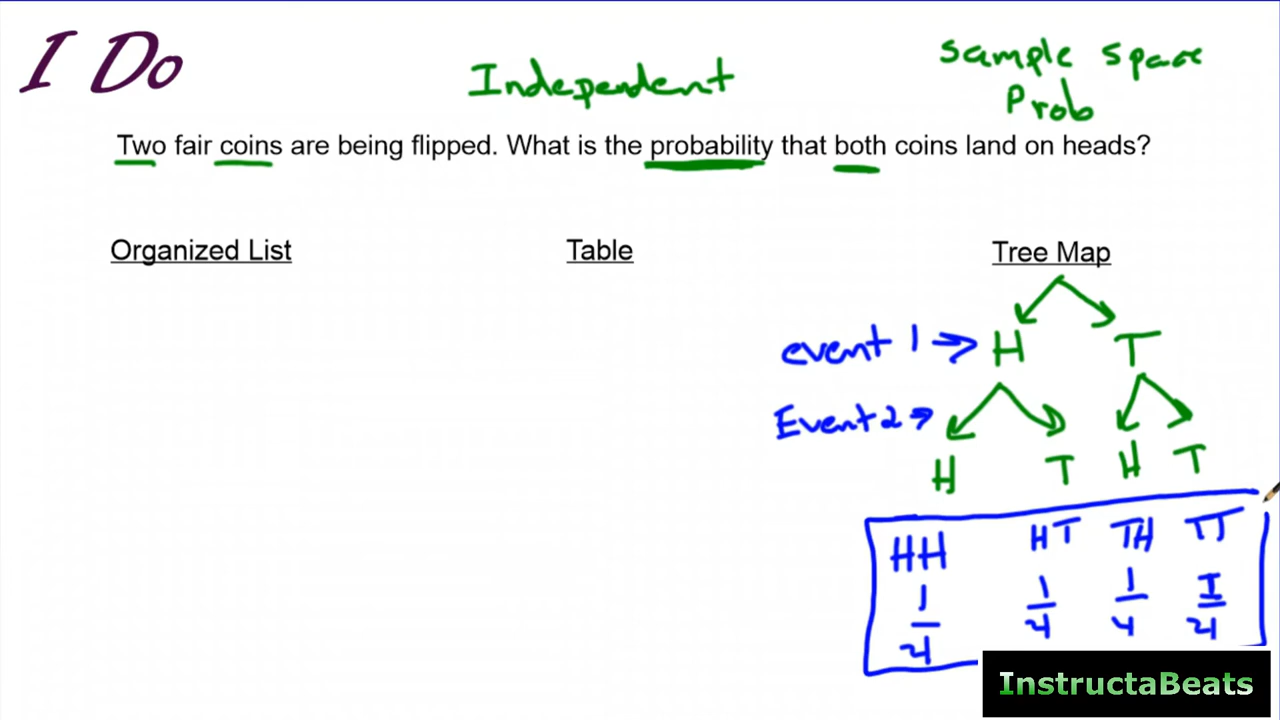 I Do
Independent
Sample Space
Prob
Two fair coins are being flipped. What is the probability that both coins land on heads?
Organized List
Table
Tree Map
event 1 → H T
Event 2 →
H T H T
HH HT TH TT
1/4 1/4 1/4 1/4
InstructaBeats